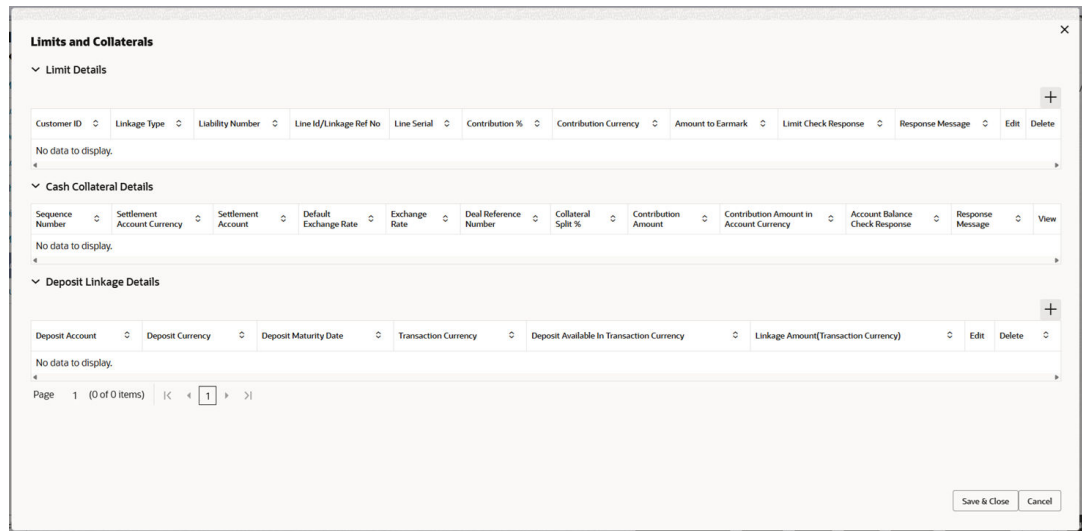 Limits and Collaterals
Limit Details
Customer ID Linkage Type Liability Number Line Id/Linkage Ref No Line Serial Contribution % Contribution Currency Amount to Earmark Limit Check Response Response Message Edit Delete
No data to display.
Cash Collateral Details
Sequence Number Settlement Account Currency Settlement Account Default Exchange Rate Exchange Rate Deal Reference Number Collateral Split % Contribution Amount Contribution Amount in Account Currency Account Balance Check Response Response Message View
No data to display.
Deposit Linkage Details
Deposit Account Deposit Currency Deposit Maturity Date Transaction Currency Deposit Available In Transaction Currency Linkage Amount(Transaction Currency) Edit Delete
No data to display.
Page 1 (0 of 0 items) 1
Save & Close Cancel